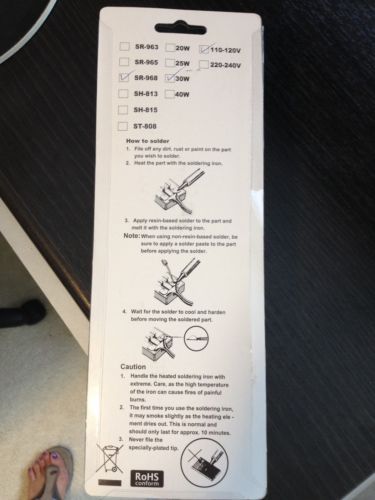 SR-963 20W 110-120V
SR-965 25W 220-240V
SR-968 30W
SH-813 40W
SH-815
ST-808
How to solder
1. File off any dirt, rust or paint on the part
you wish to solder.
2. Heat the part with the soldering iron.
3. Apply resin-based solder to the part and
melt it with the soldering iron.
Note: When using non-resin-based solder, be
sure to apply a solder paste to the part
before applying the solder.
4. Wait for the solder to cool and harden
before moving the soldered part.
Caution
1. Handle the heated soldering iron with
extreme. Care, as the high temperature
of the iron can cause fires of painful
burns.
2. The first time you use the soldering iron,
it may smoke slightly as the heating ele -
ment dries out. This is normal and
should only last for approx. 10 minutes.
3. Never file the
specially-plated tip.
RoHS
conform